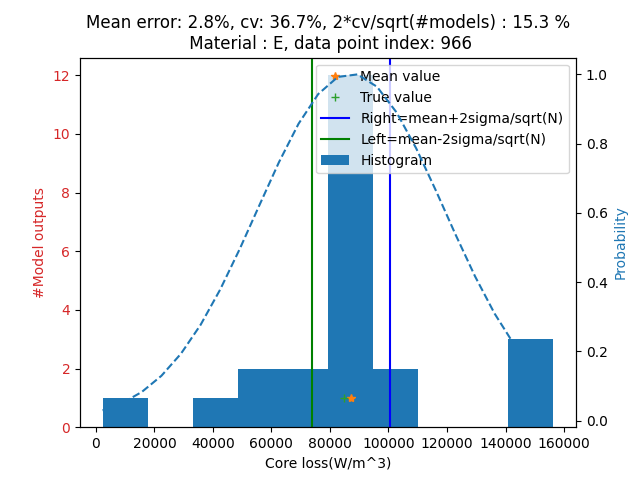 Mean error: 2.8%, cv: 36.7%, 2*cv/sqrt(#models) : 15.3 %
Material : E, data point index: 966
Mean value
True value
Right=mean+2sigma/sqrt(N)
Left=mean-2sigma/sqrt(N)
Histogram
12
10
8
6
4
2
0
#Model outputs
1.0
0.8
0.6
0.4
0.2
0.0
Probability
0 20000 40000 60000 80000 100000 120000 140000 160000
Core loss(W/m^3)